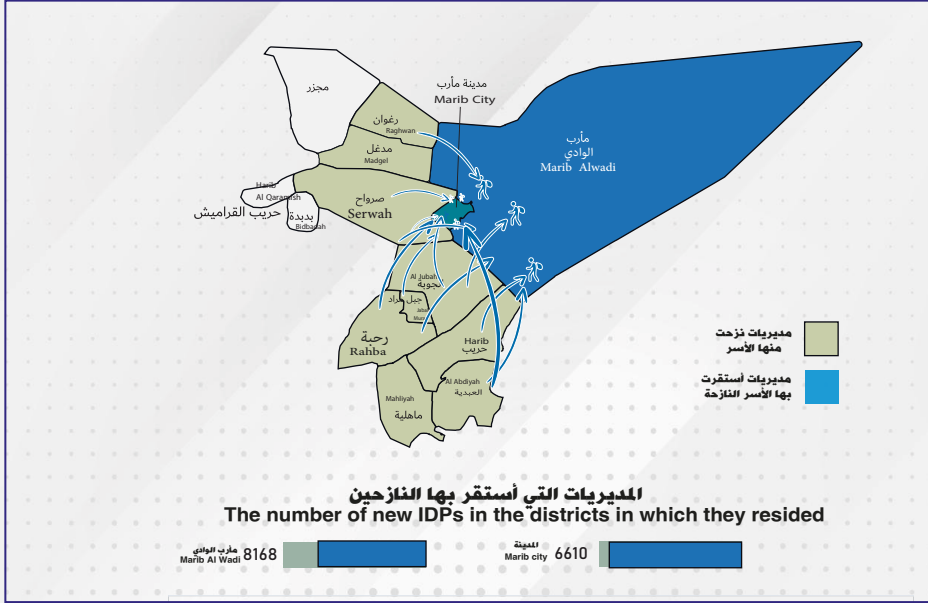 مجزر
مدينة مأرب
Marib City
رغوان
Raghwan
مدغل
Madgel
مأرب
الوادي
Marib Alwadi
Harib
Al Qaramish
حريب القراميش
بدبدة
Bidbadah
صرواح
Serwah
Al Jubah
الجوبة
جبل مراد
Jabal
Murad
رحبة
Rahba
Harib
حريب
Al Abdiyah
العبدية
Mahliyah
ماهلية
مديريات نزحت
منها الأسر
مديريات أستقرت
بها الأسر النازحة
المديريات التي أستقر بها النازحين
The number of new IDPs in the districts in which they resided
مأرب الوادي
Marib Al Wadi 8168
المدينة
Marib city 6610